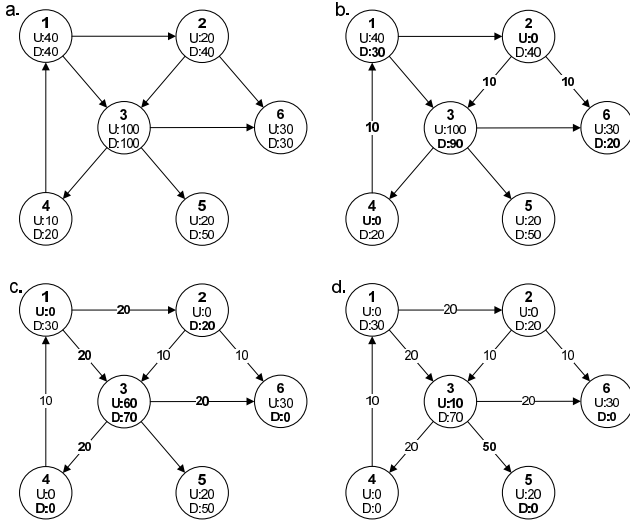 a.
1
U:40
D:40
2
U:20
D:40
3
U:100
D:100
6
U:30
D:30
4
U:10
D:20
5
U:20
D:50
b.
1
U:40
D:30
2
U:0
D:40
10
10
10
3
U:100
D:90
6
U:30
D:20
4
U:0
D:20
5
U:20
D:50
c.
1
U:0
D:30
20
2
U:0
D:20
20
10
10
10
3
U:60
D:70
20
6
U:30
D:0
20
4
U:0
D:0
5
U:20
D:50
d.
1
U:0
D:30
20
2
U:0
D:20
20
10
10
10
3
U:10
D:70
20
6
U:30
D:0
20
50
4
U:0
D:0
5
U:20
D:0